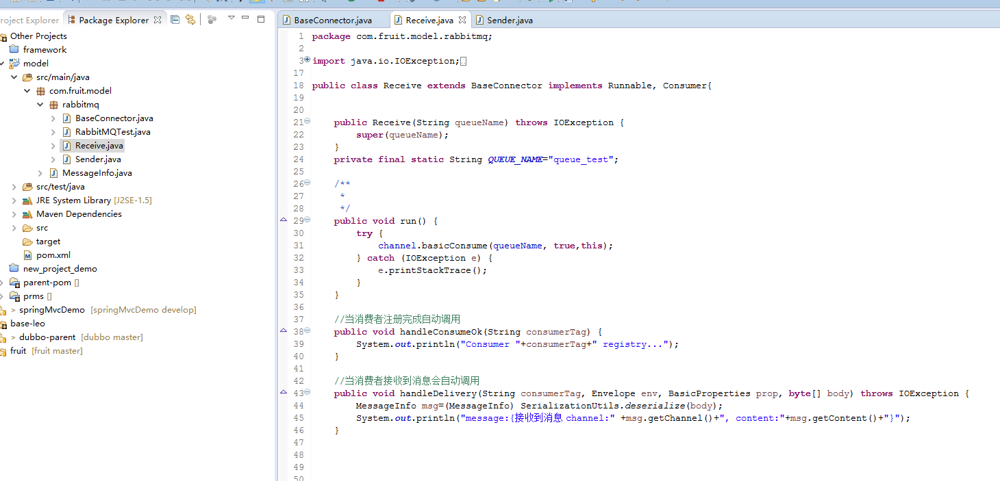 roject Explorer
Package Explorer
BaseConnector.java
Receive.java
Sender.java
Other Projects
framework
model
src/main/java
com.fruit.model
rabbitmq
BaseConnector.java
RabbitMQTest.java
Receive.java
Sender.java
MessageInfo.java
src/test/java
JRE System Library [J2SE-1.5]
Maven Dependencies
src
target
pom.xml
new_project_demo
parent-pom []
prms []
> springMvcDemo [springMvcDemo develop]
base-leo
> dubbo-parent [dubbo master]
fruit [fruit master]
1 package com.fruit.model.rabbitmq;
2
3 import java.io.IOException;
17
18 public class Receive extends BaseConnector implements Runnable, Consumer{
19
20
21 public Receive(String queueName) throws IOException {
22 super(queueName);
23 }
24 private final static String QUEUE_NAME="queue_test";
25
26 /**
27 *
28 */
29 public void run() {
30 try {
31 channel.basicConsume(queueName, true,this);
32 } catch (IOException e) {
33 e.printStackTrace();
34 }
35 }
36
37 //当消费者注册完成自动调用
38 public void handleConsumeOk(String consumerTag) {
39 System.out.println("Consumer "+consumerTag+" registry...");
40 }
41
42 //当消费者接收到消息会自动调用
43 public void handleDelivery(String consumerTag, Envelope env, BasicProperties prop, byte[] body) throws IOException {
44 MessageInfo msg=(MessageInfo) SerializationUtils.deserialize(body);
45 System.out.println("message:{接收到消息 channel:" +msg.getChannel()+", content:"+msg.getContent()+"}");
46 }
47
48
49
50